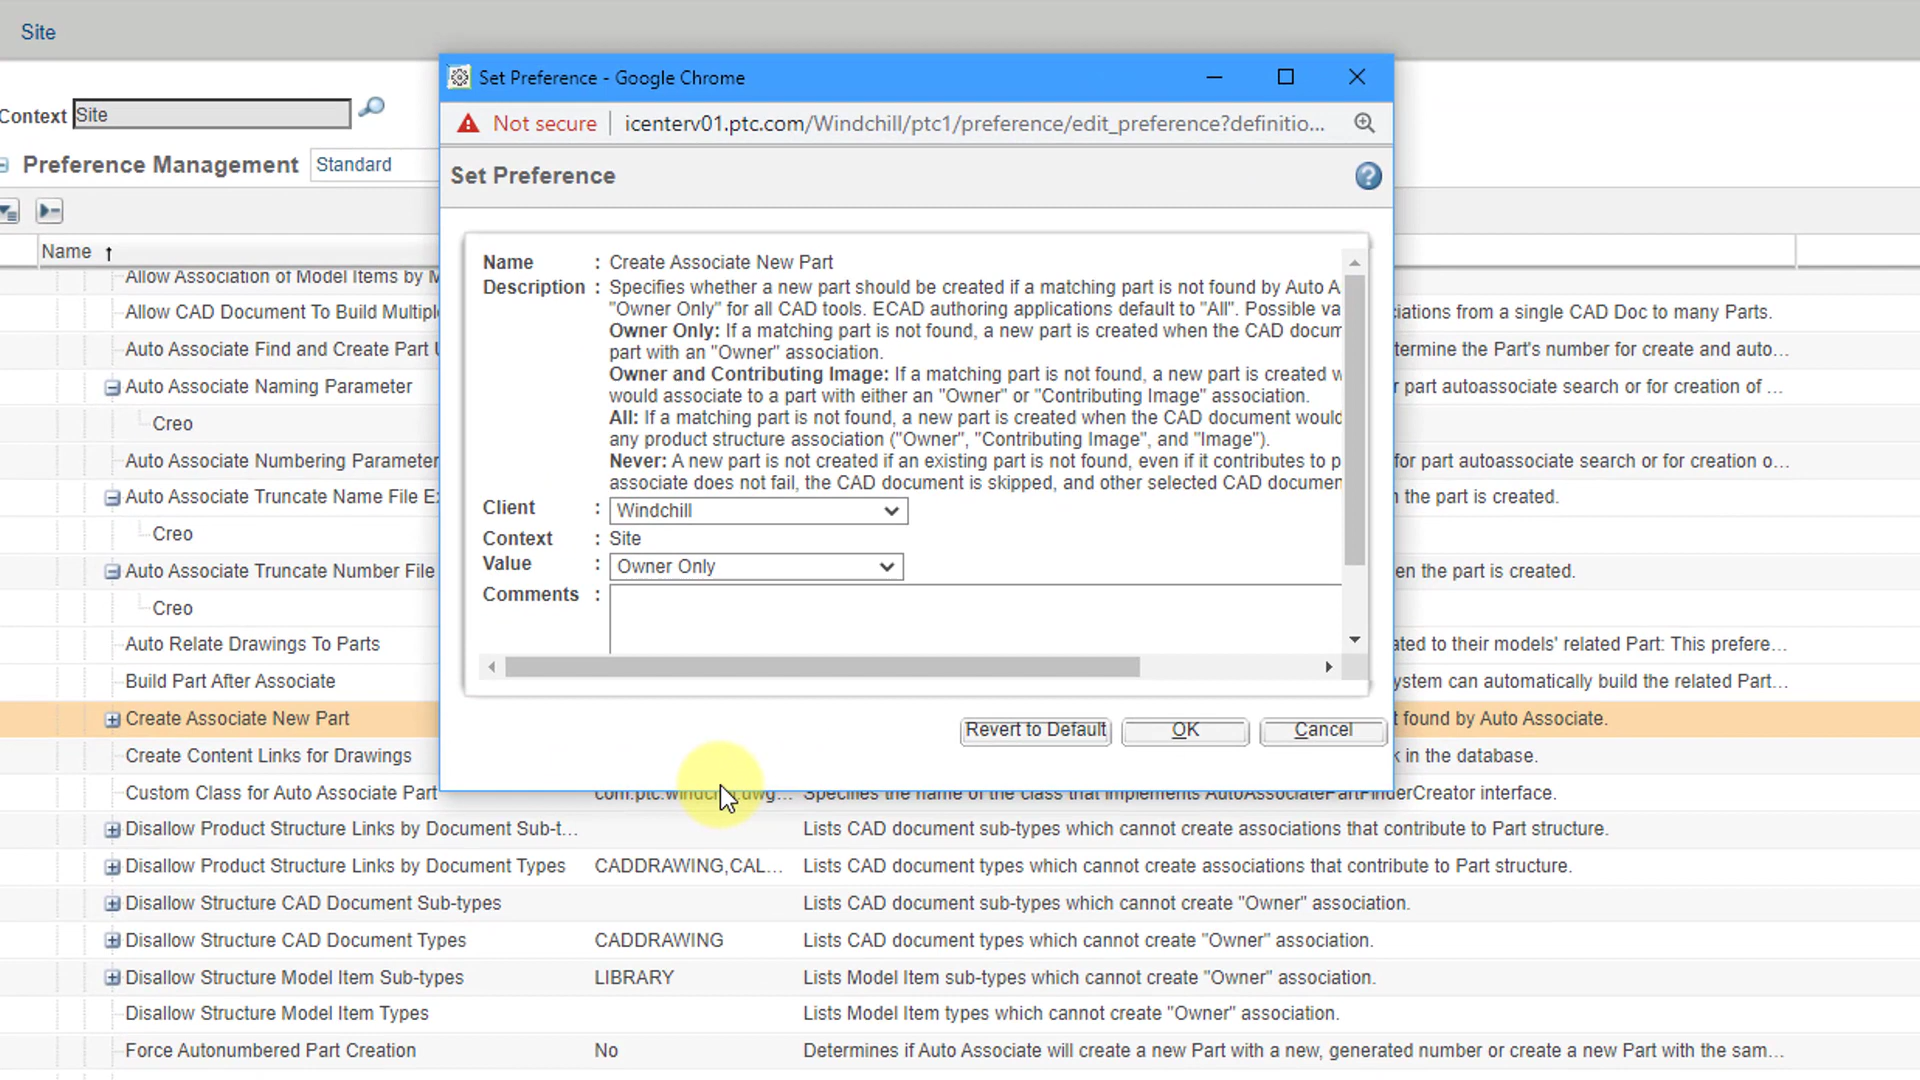 Site
Context Site
Preference Management Standard
Name
Set Preference - Google Chrome
Not secure icenterv01.ptc.com/Windchill/ptc1/preference/edit_preference?definitio...
Set Preference
Name : Create Associate New Part
Description : Specifies whether a new part should be created if a matching part is not found by Auto A
"Owner Only" for all CAD tools. ECAD authoring applications default to "All". Possible va
Owner Only: If a matching part is not found, a new part is created when the CAD docum
part with an "Owner" association.
Owner and Contributing Image: If a matching part is not found, a new part is created w
would associate to a part with either an "Owner" or "Contributing Image" association.
All: If a matching part is not found, a new part is created when the CAD document would
any product structure association ("Owner", "Contributing Image", and "Image").
Never: A new part is not created if an existing part is not found, even if it contributes to p
associate does not fail, the CAD document is skipped, and other selected CAD documen
Client : Windchill
Context : Site
Value : Owner Only
Comments :
Revert to Default OK Cancel
Allow Association of Model Items by M
Allow CAD Document To Build Multipl ciations from a single CAD Doc to many Parts.
Auto Associate Find and Create Part U termine the Part's number for create and auto...
Auto Associate Naming Parameter r part autoassociate search or for creation of ...
Creo
Auto Associate Numbering Parameter for part autoassociate search or for creation o...
Auto Associate Truncate Name File Ex n the part is created.
Creo
Auto Associate Truncate Number File en the part is created.
Creo
Auto Relate Drawings To Parts ated to their models' related Part: This prefere...
Build Part After Associate ystem can automatically build the related Part...
Create Associate New Part t found by Auto Associate.
Create Content Links for Drawings k in the database.
Custom Class for Auto Associate Part Specifies the name of the class that implements AutoAssociatePartFinderCreator interface.
Disallow Product Structure Links by Document Sub-t... Lists CAD document sub-types which cannot create associations that contribute to Part structure.
Disallow Product Structure Links by Document Types CADDRAWING,CAL... Lists CAD document types which cannot create associations that contribute to Part structure.
Disallow Structure CAD Document Sub-types Lists CAD document sub-types which cannot create "Owner" association.
Disallow Structure CAD Document Types CADDRAWING Lists CAD document types which cannot create "Owner" association.
Disallow Structure Model Item Sub-types LIBRARY Lists Model Item sub-types which cannot create "Owner" association.
Disallow Structure Model Item Types Lists Model Item types which cannot create "Owner" association.
Force Autonumbered Part Creation No Determines if Auto Associate will create a new Part with a new, generated number or create a new Part with the sam...